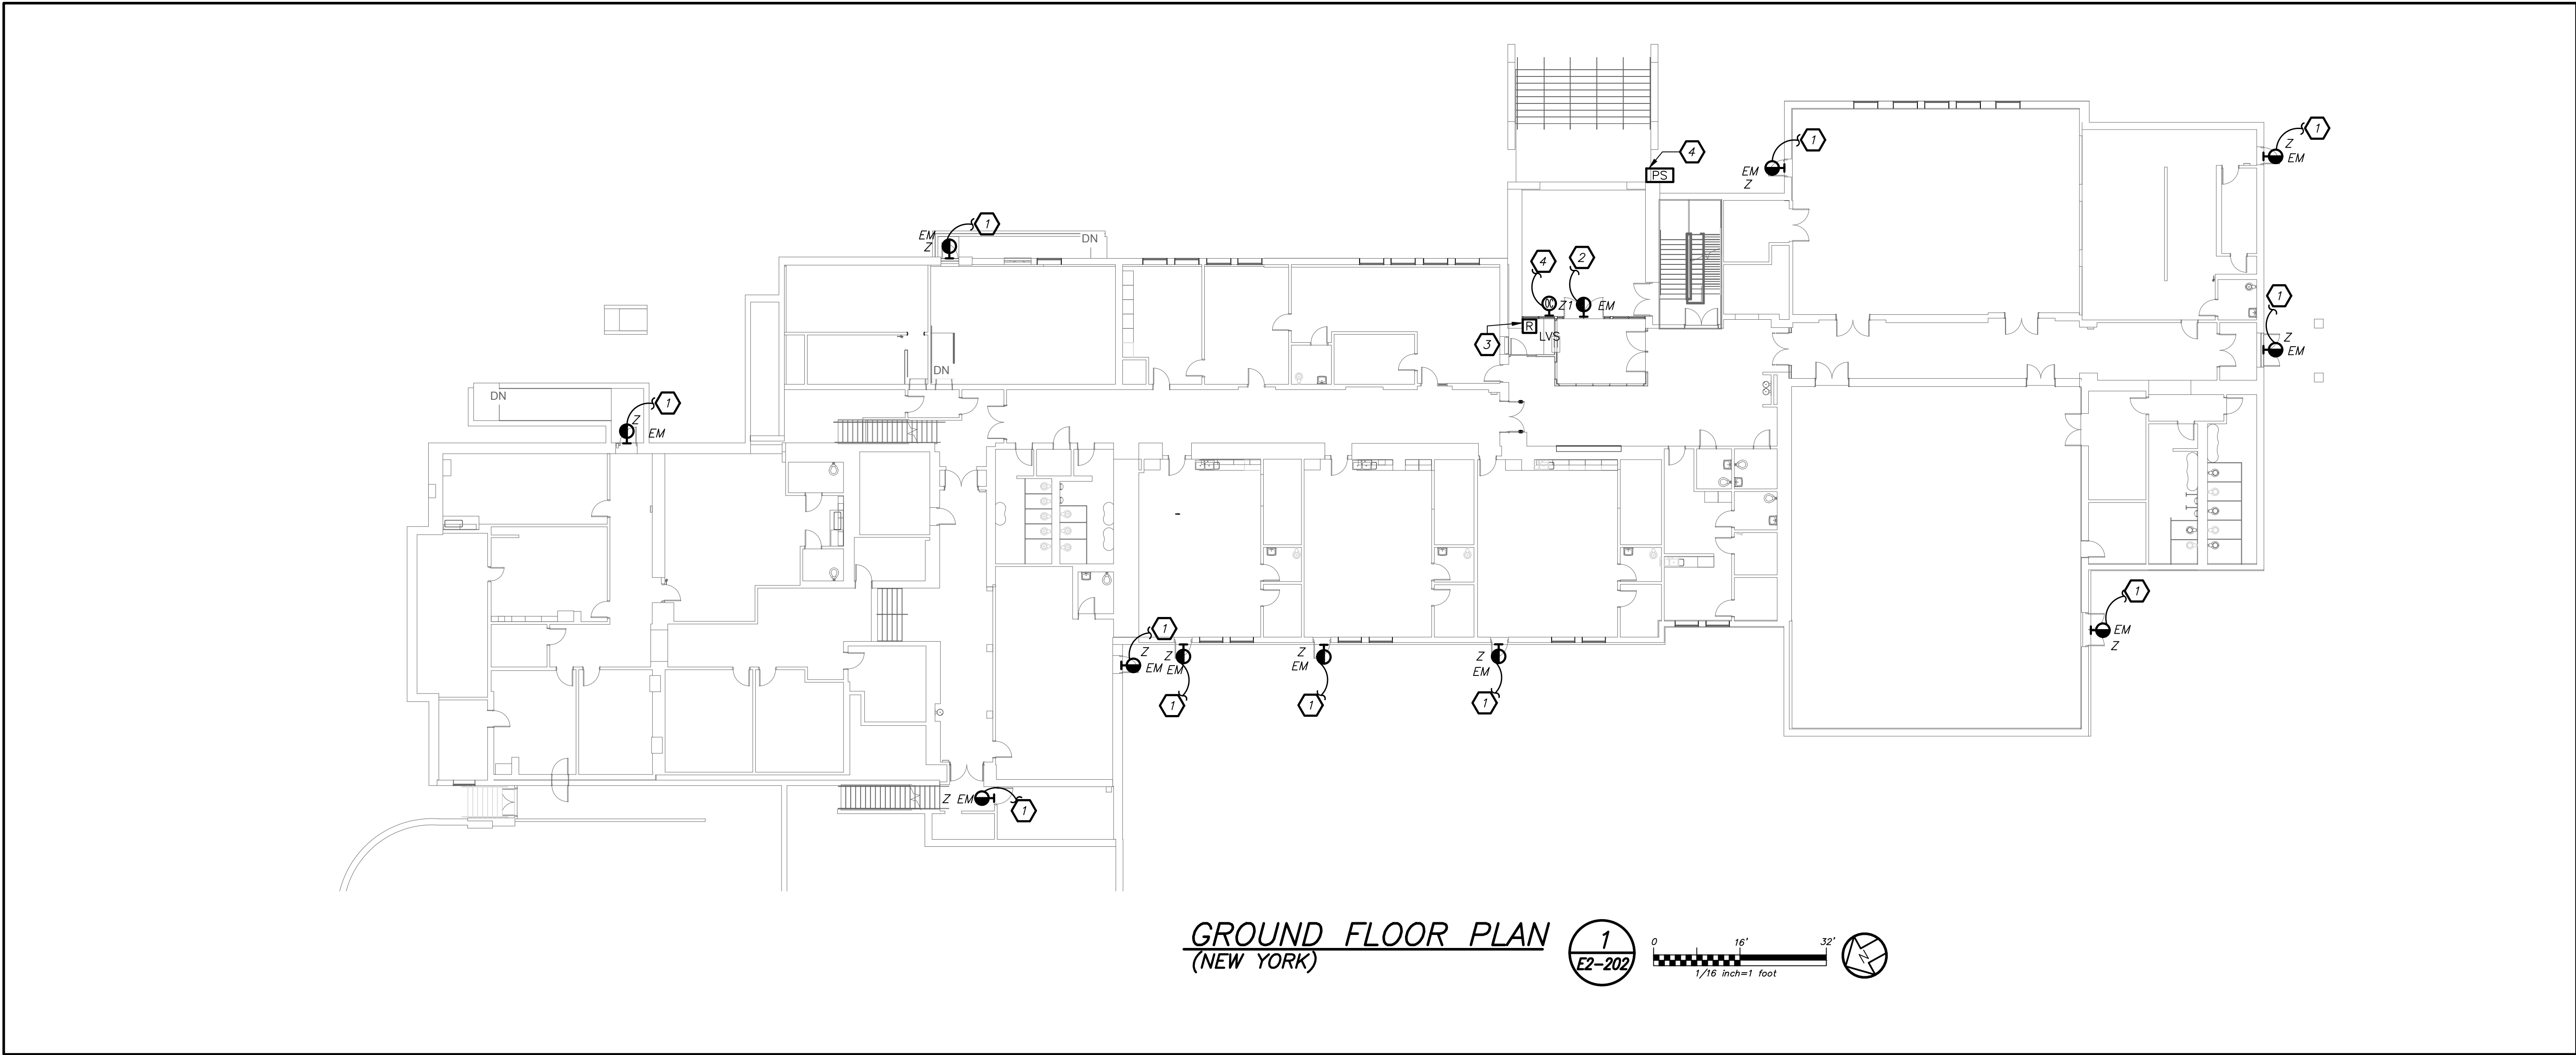 1
Z
EM
1
EM
Z
4
PS
1
EM
Z
DN
4
2
Z1
EM
R
LVS
3
1
Z
EM
DN
DN
1
Z
EM
1
EM
Z
1
Z
EM
Z
EM
1
Z
EM
1
Z
EM
1
Z EM
1
GROUND FLOOR PLAN
(NEW YORK)
1
E2-202
0 16' 32'
1/16 inch=1 foot
N